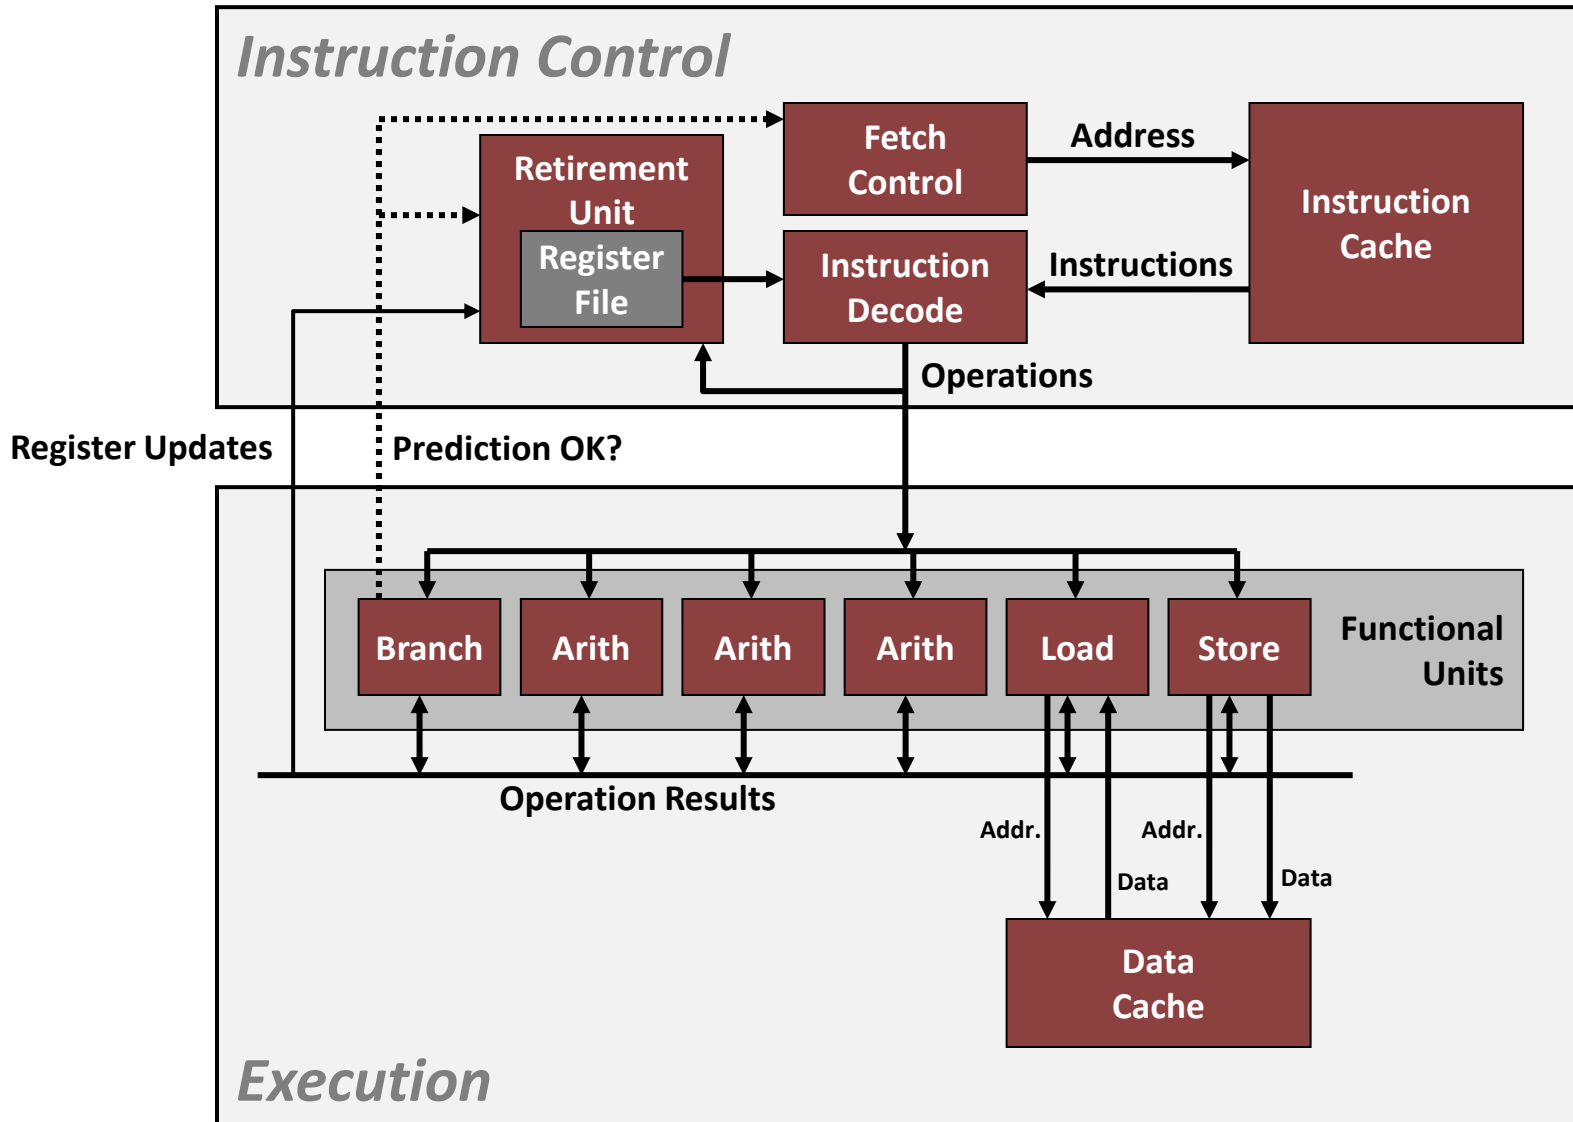 Instruction Control
Fetch
Control
Address
Instruction
Cache
Retirement
Unit
Register
File
Instruction
Decode
Instructions
Operations
Register Updates
Prediction OK?
Branch
Arith
Arith
Arith
Load
Store
Functional
Units
Operation Results
Addr.
Addr.
Data
Data
Data
Cache
Execution